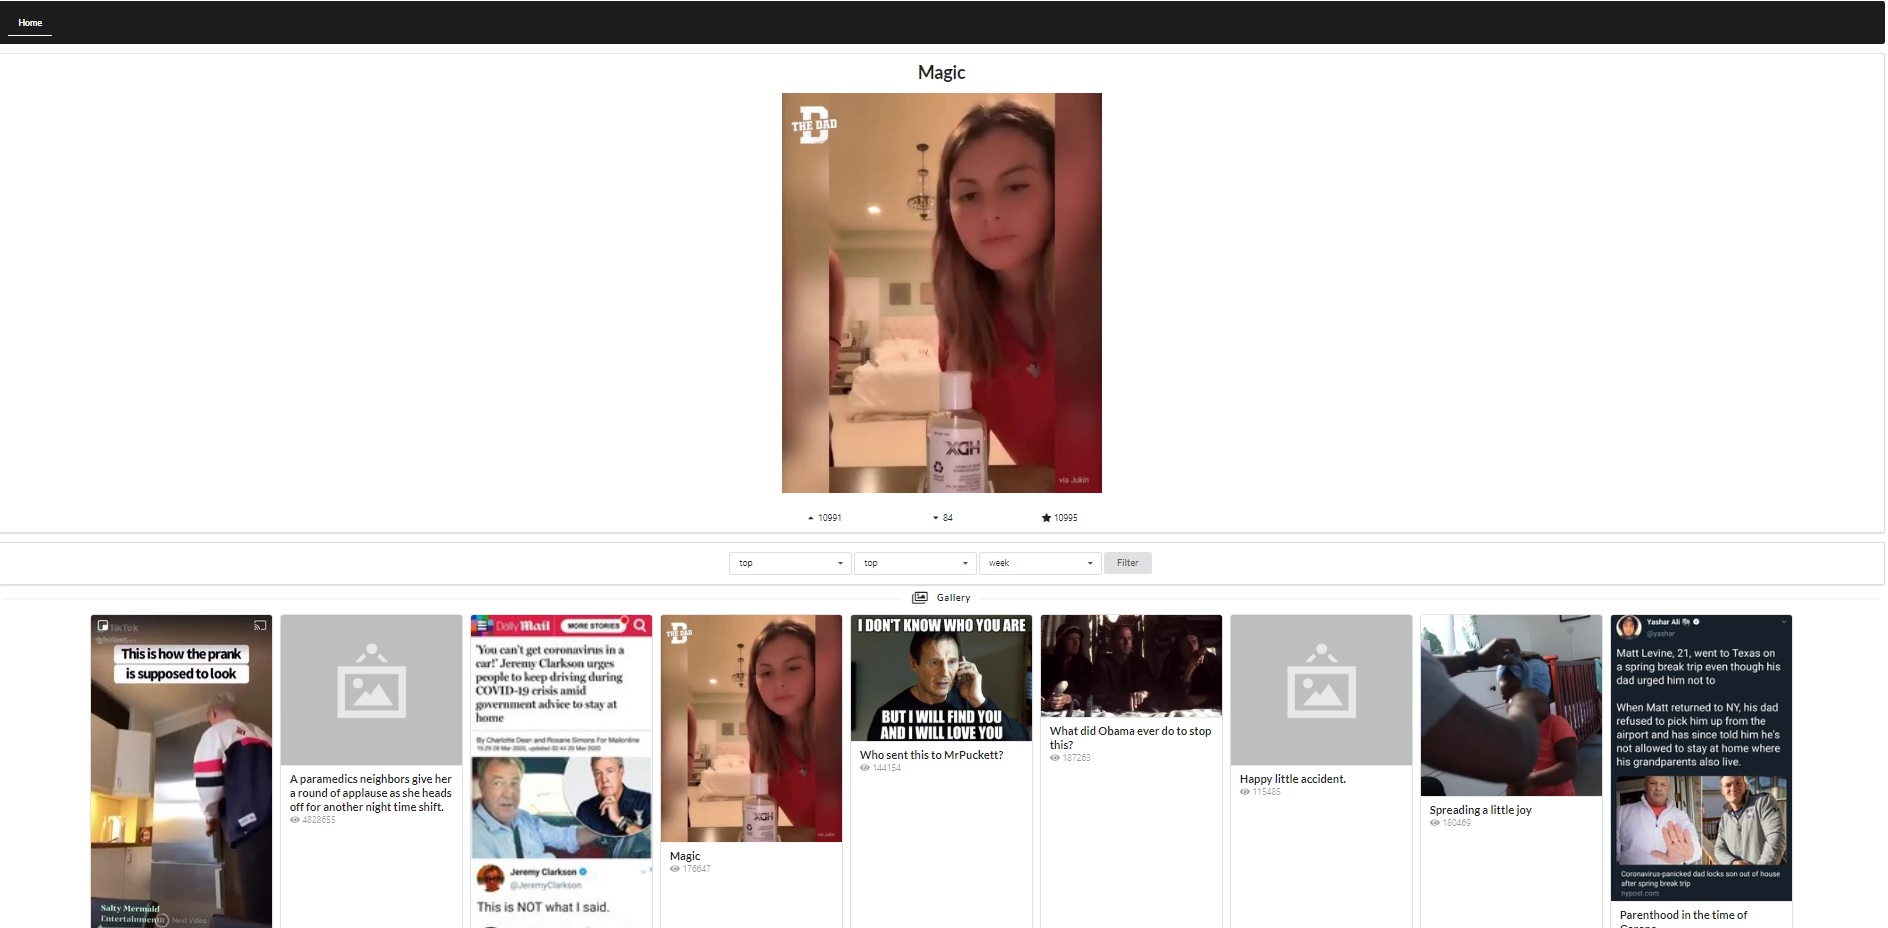 Home
Magic
D
THE DAD
HDX
via Jukin
10991
84
10995
top
top
week
Filter
Gallery
TikTok
This is how the prank
is supposed to look
Salty Mermaid
Entertainment
Next Video
A paramedics neighbors give her
a round of applause as she heads
off for another night time shift.
4828655
Daily Mail
MORE STORIES
'You can't get coronavirus in a
car!' Jeremy Clarkson urges
people to keep driving during
COVID-19 crisis amid
government advice to stay at
home
By Charlotte Dean and Roxane Simons For Mailonline
Jeremy Clarkson
@JeremyClarkson
This is NOT what I said.
THE DAD
HDX
via Jukin
Magic
176647
I DON'T KNOW WHO YOU ARE
BUT I WILL FIND YOU
AND I WILL LOVE YOU
Who sent this to MrPuckett?
144154
What did Obama ever do to stop
this?
187263
Happy little accident.
115485
Spreading a little joy
180469
Yashar Ali
@yashar
Matt Levine, 21, went to Texas on
a spring break trip even though his
dad urged him not to
When Matt returned to NY, his dad
refused to pick him up from the
airport and has since told him he's
not allowed to stay at home where
his grandparents also live.
Coronavirus-panicked dad locks son out of house
after spring break trip
nypost.com
Parenthood in the time of